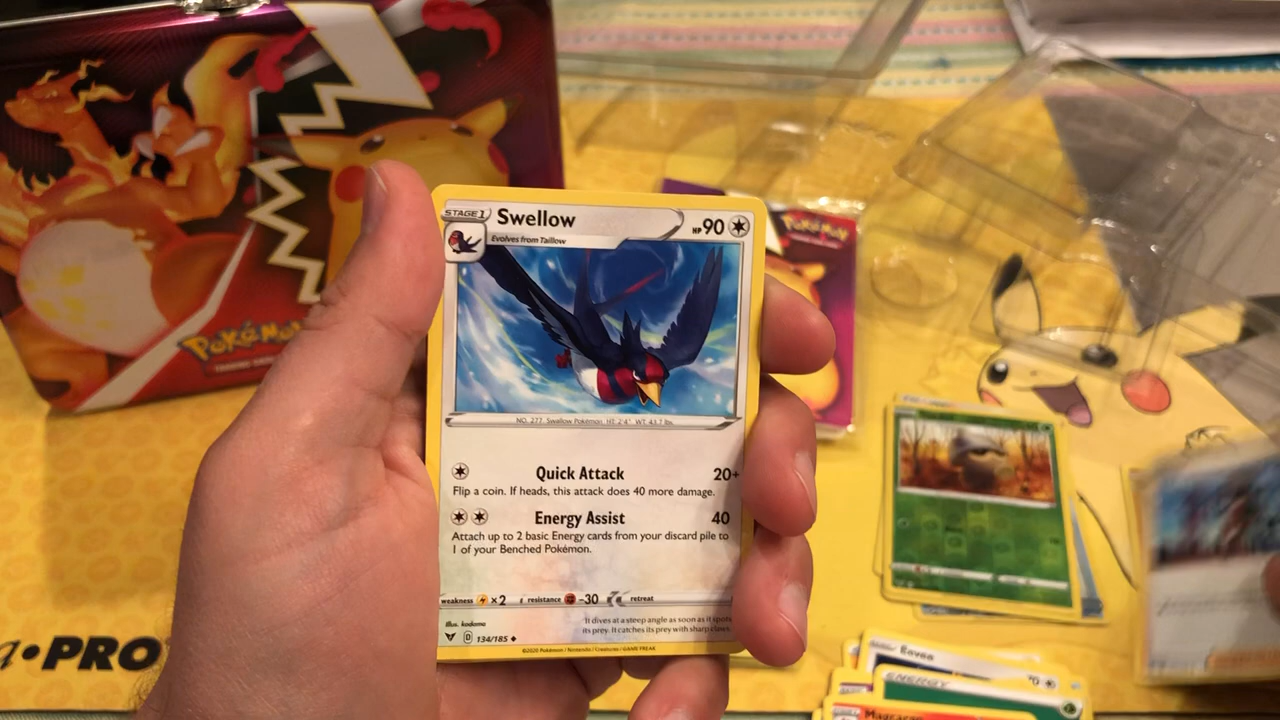 Pokémon
STAGE 1
Swellow
HP 90
Evolves from Taillow
Pokémon
NO. 277 Swallow Pokémon HT: 2'4" WT: 43.7 lbs.
Quick Attack 20+
Flip a coin. If heads, this attack does 40 more damage.
Energy Assist 40
Attach up to 2 basic Energy cards from your discard pile to
1 of your Benched Pokémon.
weakness ×2 resistance -30 retreat
Illus. kodama
It dives at a steep angle as soon as it spots
its prey. It catches its prey with sharp claws.
D 134/185
©2020 Pokémon / Nintendo / Creatures / GAME FREAK
a•PRO
Eevee
ENERGY